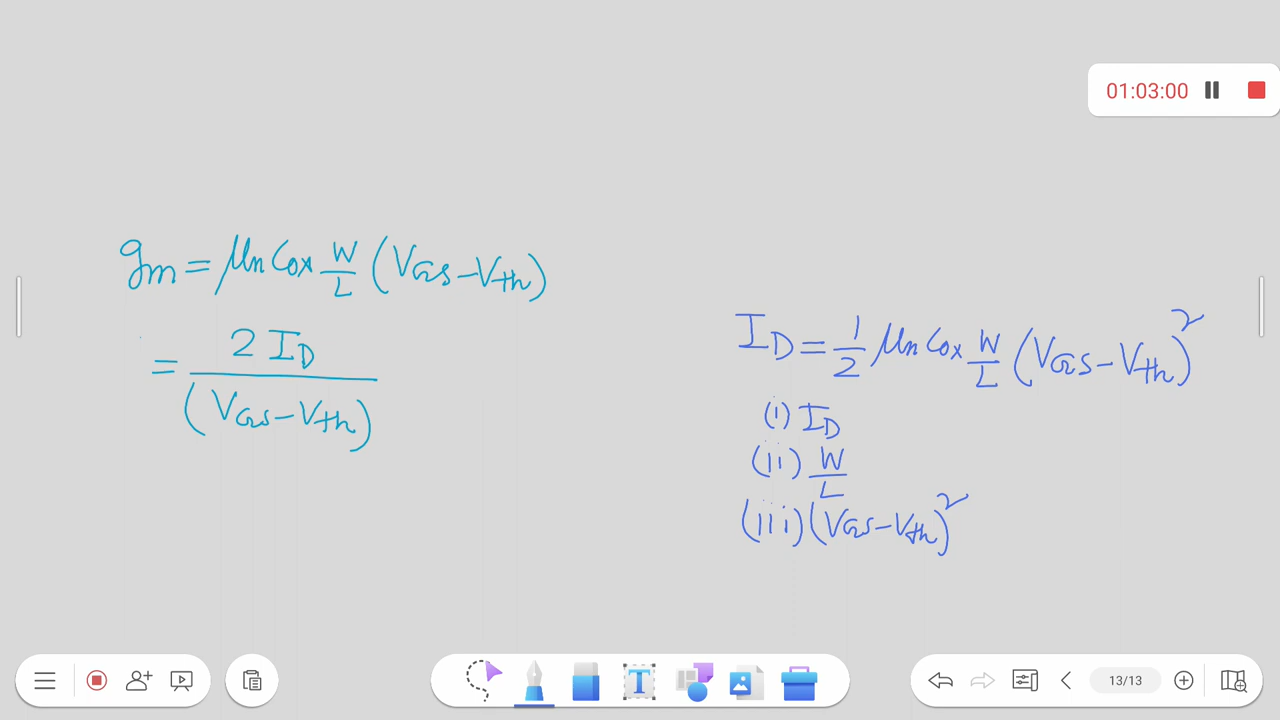 01:03:00
gm = μn Cox W/L (VGS - Vth)
= 2 ID / (VGS - Vth)
ID = 1/2 μn Cox W/L (VGS - Vth)²
(i) ID
(ii) W/L
(iii) (VGS - Vth)²
T
13/13